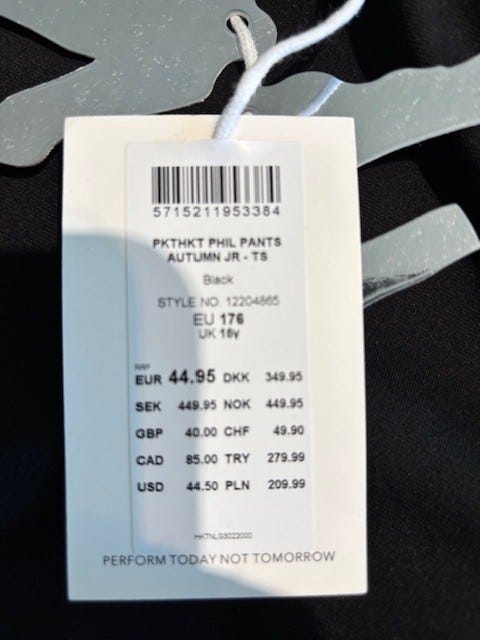 5715211953384
PKTHKT PHIL PANTS
AUTUMN JR - TS
Black
STYLE NO. 12204865
EU 176
UK 16y
RRP
EUR 44.95 DKK 349.95
SEK 449.95 NOK 449.95
GBP 40.00 CHF 49.90
CAD 85.00 TRY 279.99
USD 44.50 PLN 209.99
HKTNLG3022000
PERFORM TODAY NOT TOMORROW